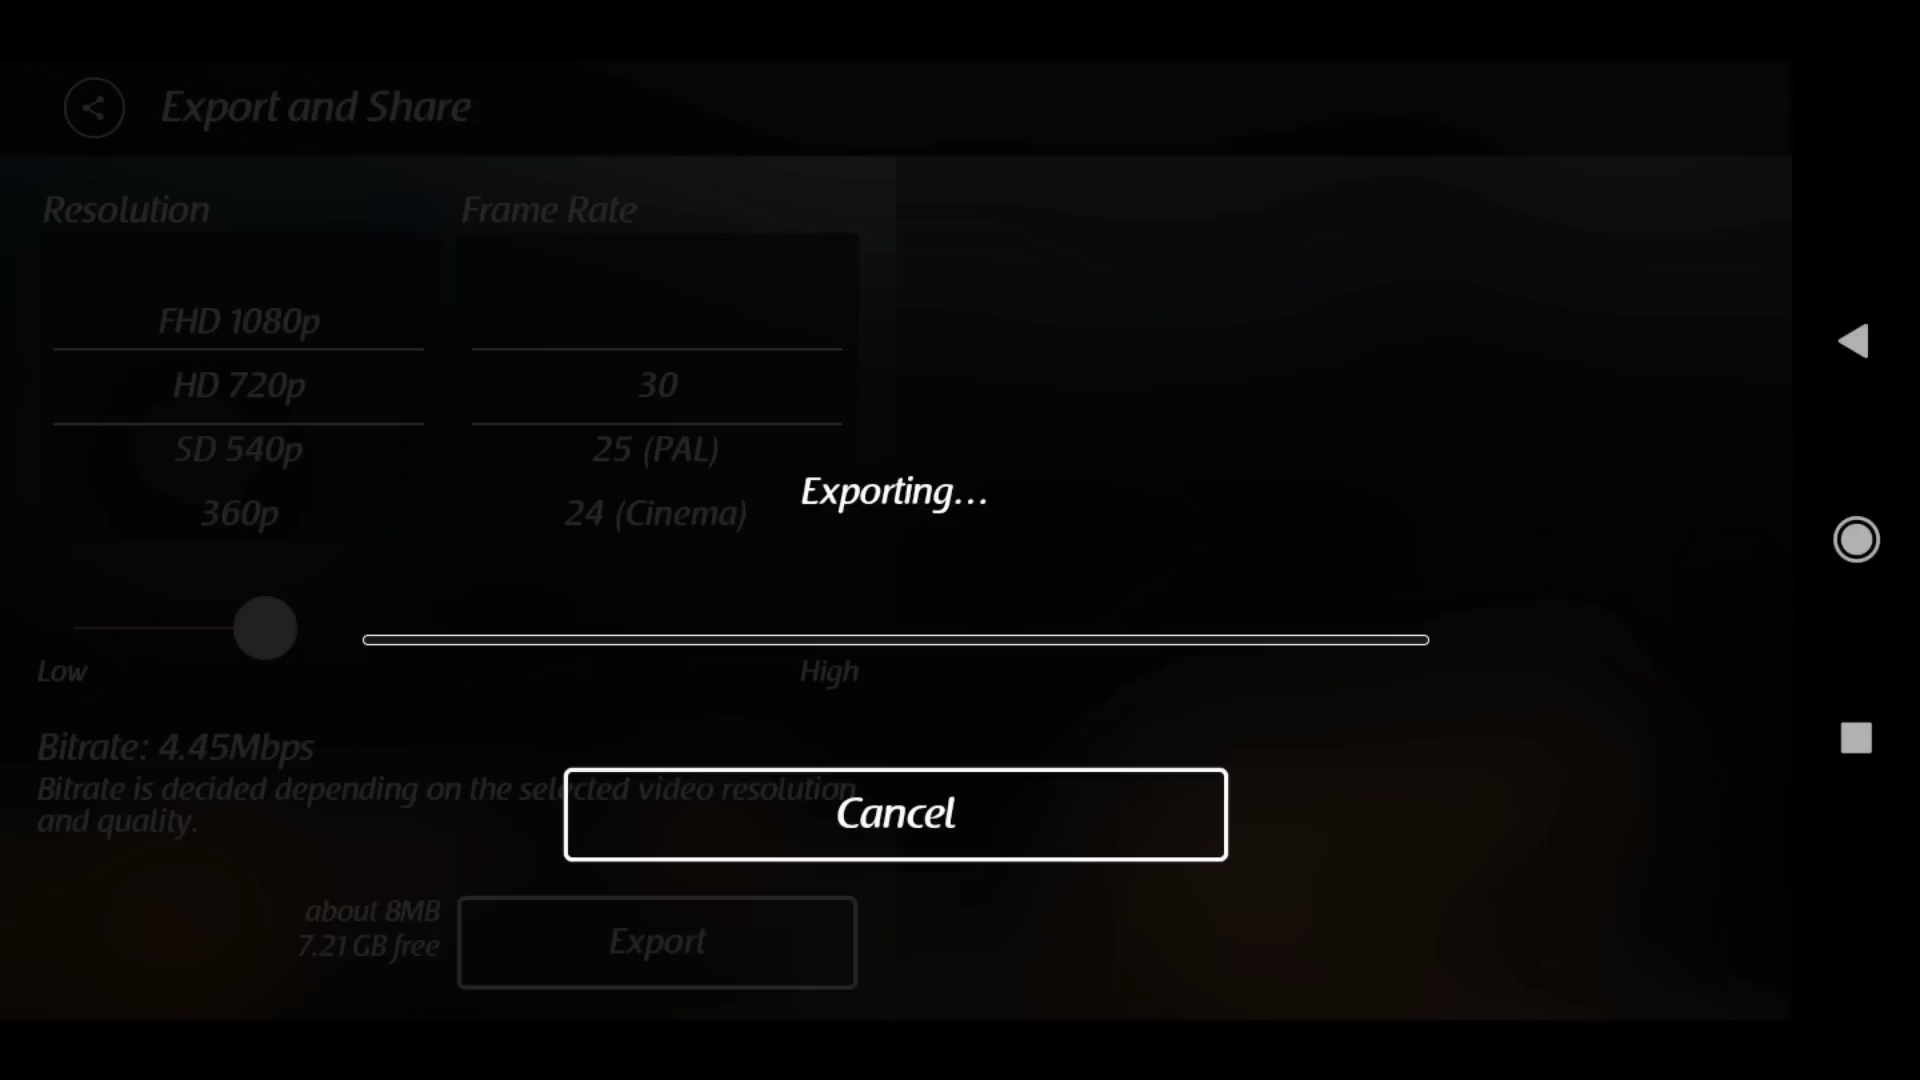 Export and Share
Resolution
Frame Rate
FHD 1080p
HD 720p
30
SD 540p
25 (PAL)
360p
24 (Cinema)
Exporting...
Low
High
Bitrate: 4.45Mbps
Bitrate is decided depending on the selected video resolution
and quality.
Cancel
about 8MB
7.21 GB free
Export